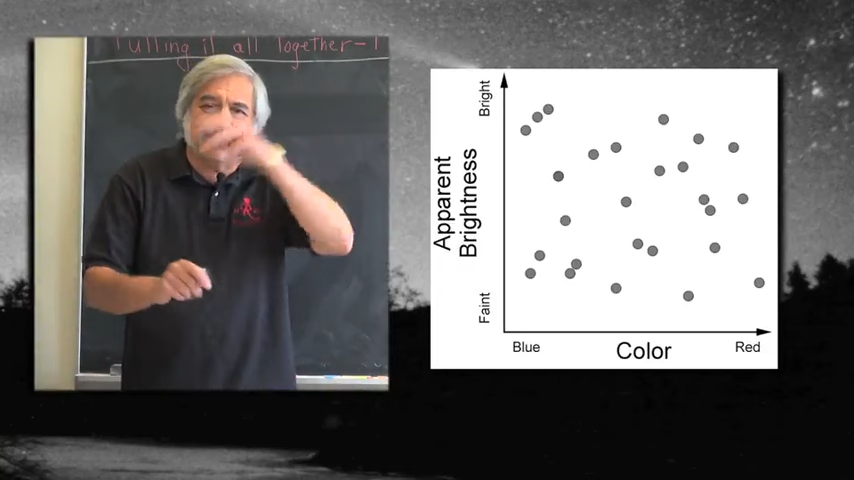 Pulling it all Together-1
Bright
Apparent
Brightness
Faint
Blue
Color
Red